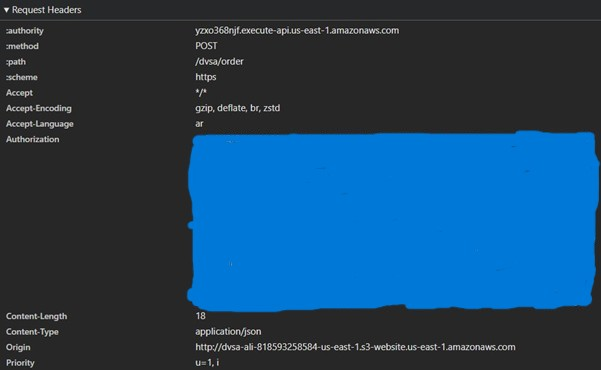 ▼ Request Headers
:authority yzxo368njf.execute-api.us-east-1.amazonaws.com
:method POST
:path /dvsa/order
:scheme https
Accept */*
Accept-Encoding gzip, deflate, br, zstd
Accept-Language ar
Authorization
Content-Length 18
Content-Type application/json
Origin http://dvsa-ali-818593258584-us-east-1.s3-website.us-east-1.amazonaws.com
Priority u=1, i